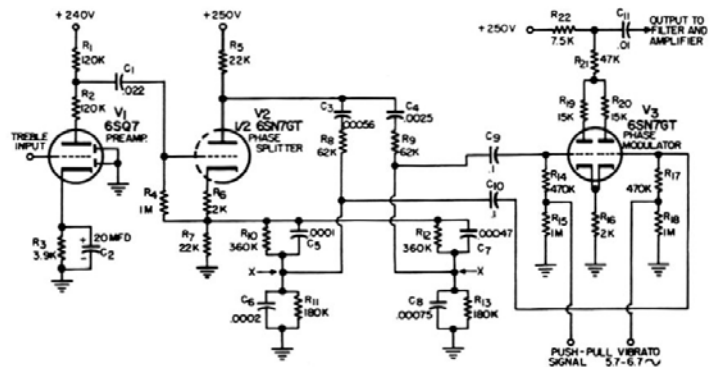 +240V
R1
120K
C1
.022
R2
120K
V1
6SQ7
PREAMP.
TREBLE
INPUT
R3
3.9K
20 MFD
+
C2
R4
1M
+250V
R5
22K
V2
1/2 6SN7GT
PHASE
SPLITTER
R6
2K
R7
22K
C3
.00056
R8
62K
C4
.0025
R9
62K
R10
360K
.0001
C5
X
C6
.0002
R11
180K
R12
360K
.00047
C7
X
C8
.00075
R13
180K
C9
.1
C10
.1
+250V
R22
7.5K
C11
.01
OUTPUT TO
FILTER AND
AMPLIFIER
R21
47K
R19
15K
R20
15K
V3
6SN7GT
PHASE
MODULATOR
R14
470K
R15
1M
R16
2K
R17
470K
R18
1M
PUSH-PULL VIBRATO
SIGNAL 5.7-6.7~